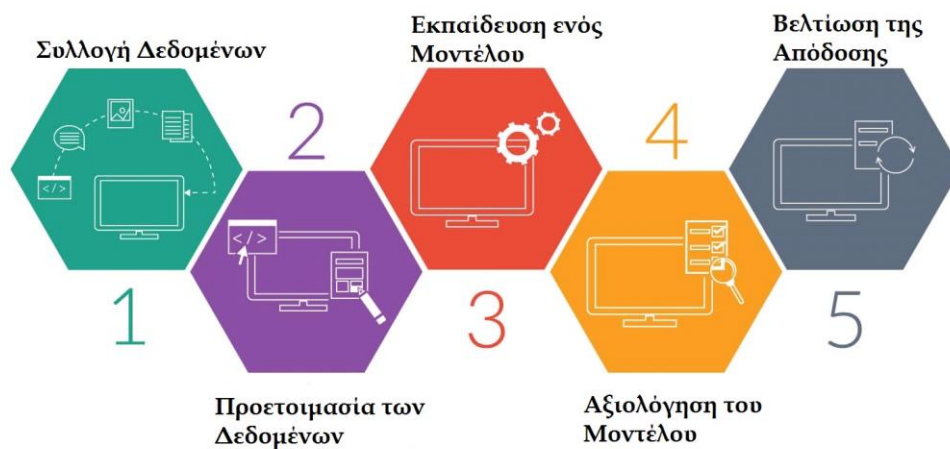 Συλλογή Δεδομένων
1
2
Προετοιμασία των
Δεδομένων
Εκπαίδευση ενός
Μοντέλου
3
4
Αξιολόγηση του
Μοντέλου
Βελτίωση της
Απόδοσης
5
</> 
</>